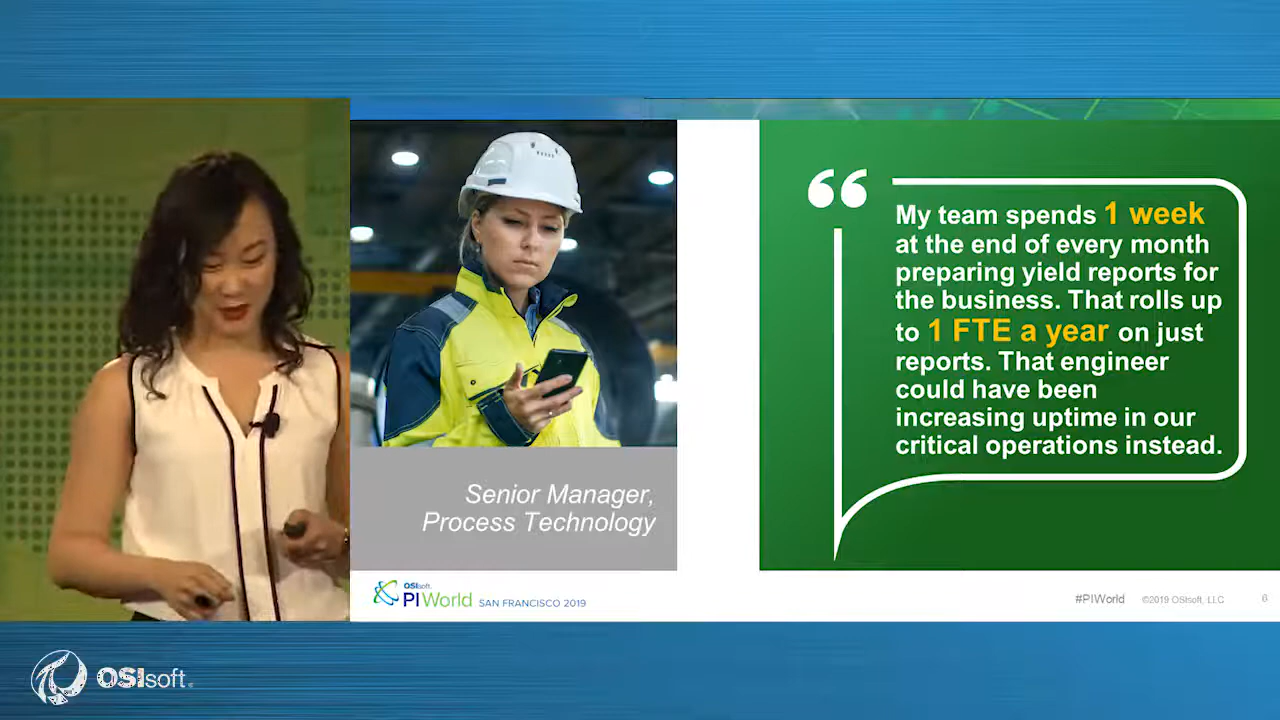 “
My team spends 1 week
at the end of every month
preparing yield reports for
the business. That rolls up
to 1 FTE a year on just
reports. That engineer
could have been
increasing uptime in our
critical operations instead.
Senior Manager,
Process Technology
OSIsoft.
PI World SAN FRANCISCO 2019
#PIWorld ©2019 OSIsoft, LLC 6
OSIsoft.